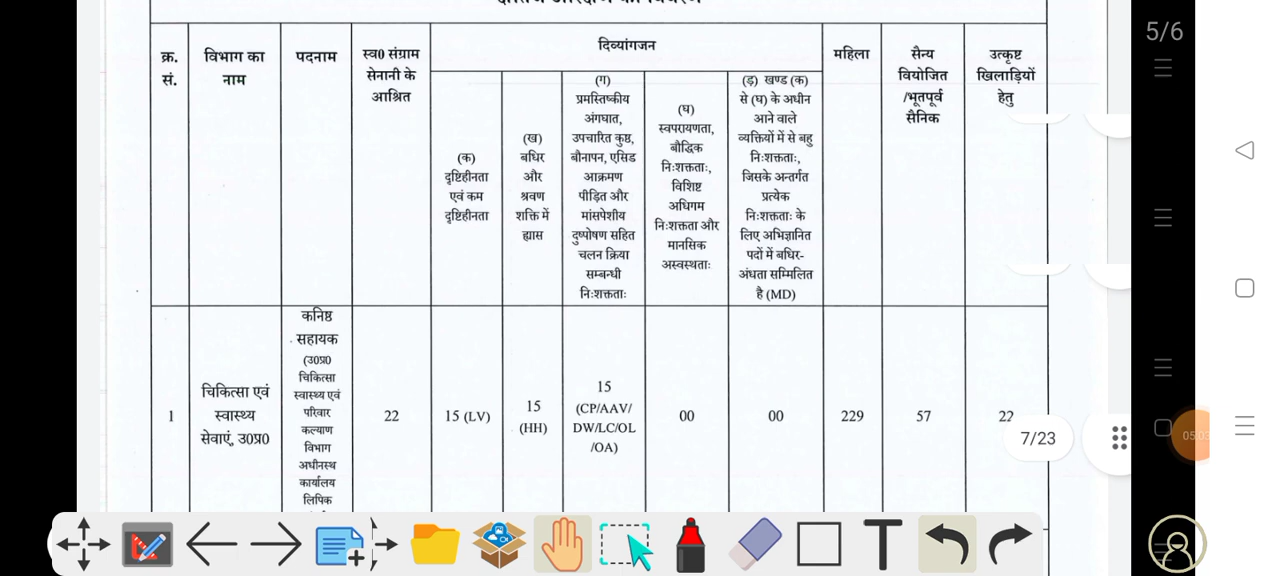 5/6
क्र. सं.
विभाग का नाम
पदनाम
स्व0 संग्राम सेनानी के आश्रित
दिव्यांगजन
महिला
सैन्य वियोजित /भूतपूर्व सैनिक
उत्कृष्ट खिलाड़ियों हेतु
(क) दृष्टिहीनता एवं कम दृष्टिहीनता
(ख) बधिर और श्रवण शक्ति में ह्यास
(ग) प्रमस्तिष्कीय अंगघात, उपचारित कुष्ठ, बौनापन, एसिड आक्रमण पीड़ित और मांसपेशीय दुष्पोषण सहित चलन क्रिया सम्बन्धी निःशक्तताः
(घ) स्वपरायणता, बौद्धिक निःशक्तताः, विशिष्ट अधिगम निःशक्तता और मानसिक अस्वस्थताः
(ड़) खण्ड (क) से (घ) के अधीन आने वाले व्यक्तियों में से बहु निःशक्तताः, जिसके अन्तर्गत प्रत्येक निःशक्तताः के लिए अभिज्ञानित पदों में बधिर-अंधता सम्मिलित है (MD)
1
चिकित्सा एवं स्वास्थ्य सेवाएं, उ0प्र0
कनिष्ठ सहायक (उ0प्र0 चिकित्सा स्वास्थ्य एवं परिवार कल्याण विभाग अधीनस्थ कार्यालय लिपिक
22
15 (LV)
15 (HH)
15 (CP/AAV/ DW/LC/OL /OA)
00
00
229
57
22
7/23
T